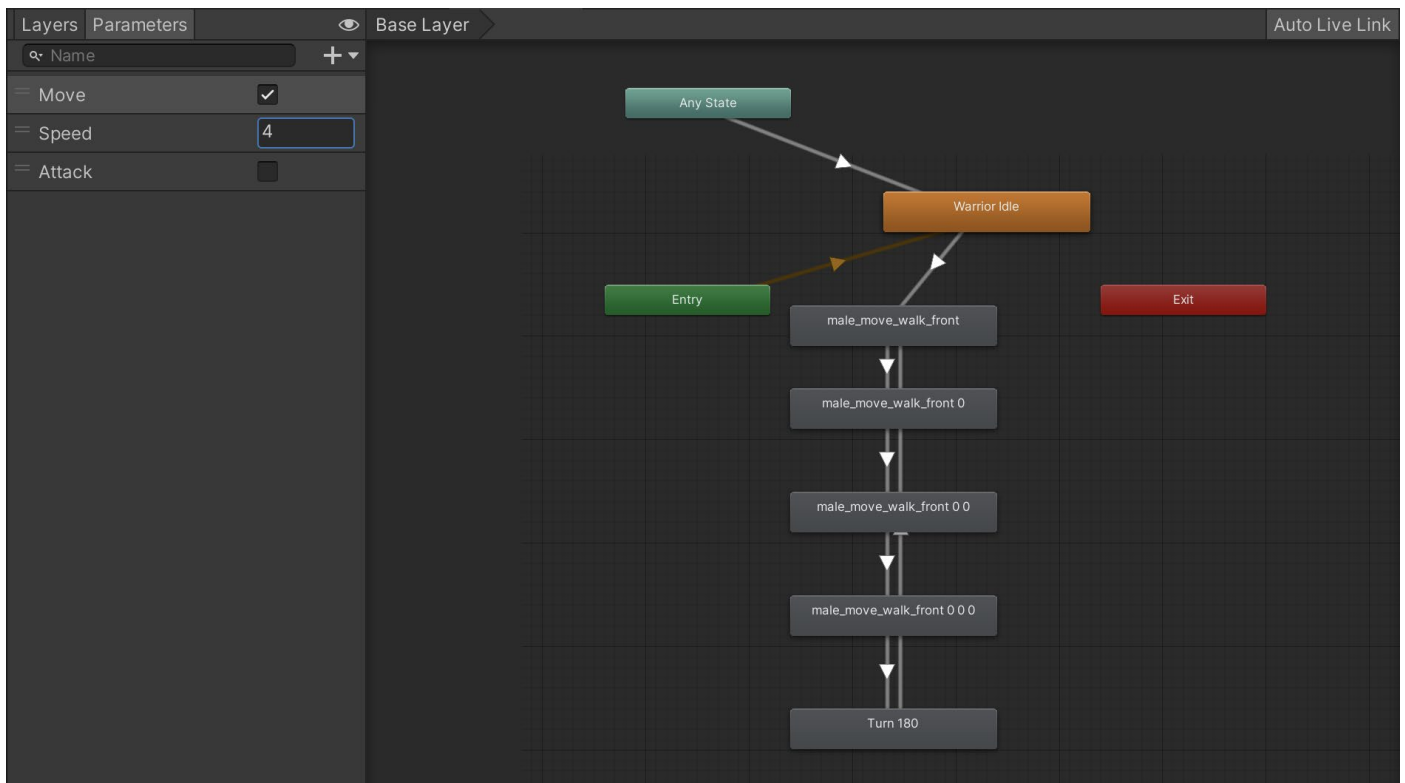 Layers Parameters
Base Layer
Auto Live Link
Name
Move
Speed 4
Attack
Any State
Warrior Idle
Entry
Exit
male_move_walk_front
male_move_walk_front 0
male_move_walk_front 0 0
male_move_walk_front 0 0 0
Turn 180